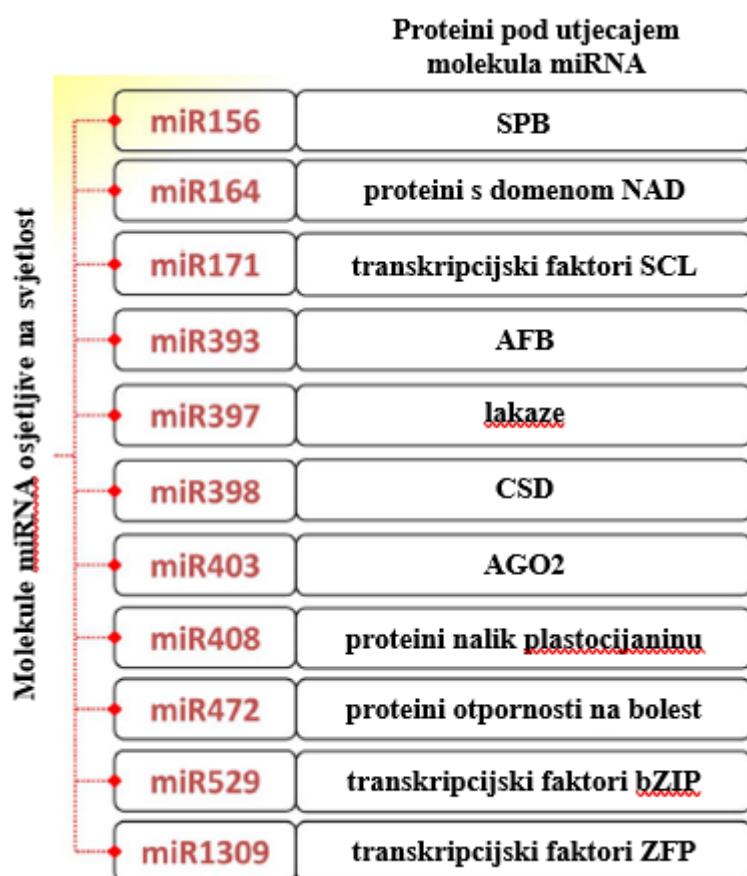 Proteini pod utjecajem
molekula miRNA
Molekule miRNA osjetljive na svjetlost
miR156 SPB
miR164 proteini s domenom NAD
miR171 transkripcijski faktori SCL
miR393 AFB
miR397 lakaze
miR398 CSD
miR403 AGO2
miR408 proteini nalik plastocijaninu
miR472 proteini otpornosti na bolest
miR529 transkripcijski faktori bZIP
miR1309 transkripcijski faktori ZFP